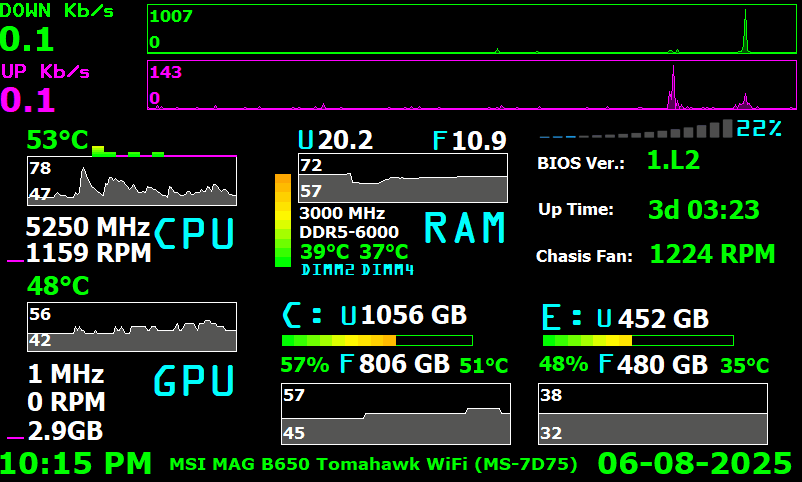 DOWN Kb/s
0.1
1007
0
UP Kb/s
0.1
143
0
53°C
78
47
5250 MHz
1159 RPM
CPU
48°C
56
42
1 MHz
0 RPM
2.9GB
GPU
U 20.2 F 10.9
72
57
3000 MHz
DDR5-6000
RAM
39°C 37°C
DIMM2 DIMM4
22%
BIOS Ver.: 1.L2
Up Time: 3d 03:23
Chasis Fan: 1224 RPM
C: U 1056 GB
57% F 806 GB 51°C
57
45
E: U 452 GB
48% F 480 GB 35°C
38
32
10:15 PM MSI MAG B650 Tomahawk WiFi (MS-7D75) 06-08-2025